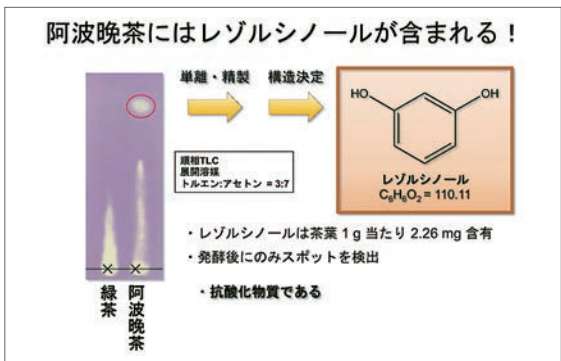 阿波晩茶にはレゾルシノールが含まれる！
単離・精製
構造決定
順相TLC
展開溶媒
トルエン:アセトン = 3:7
HO
OH
レゾルシノール
C₆H₆O₂ = 110.11
・レゾルシノールは茶葉 1 g 当たり 2.26 mg 含有
・発酵後にのみスポットを検出
・抗酸化物質である
緑茶
阿波晩茶